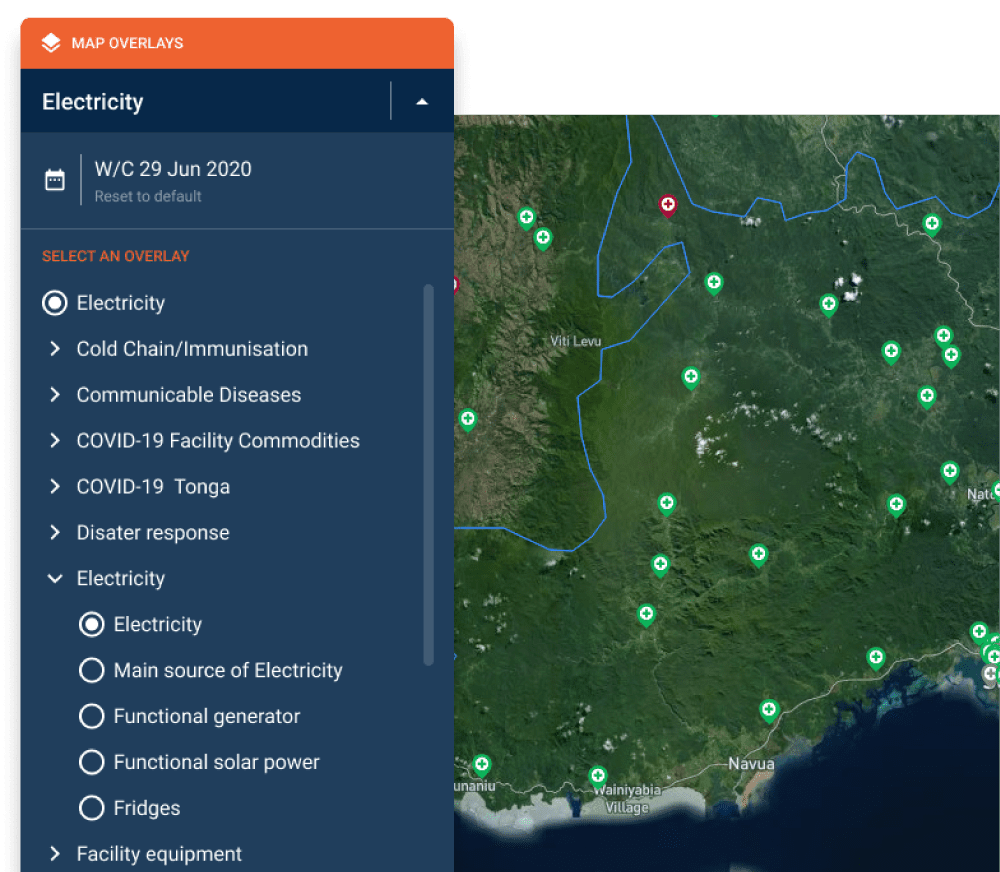 MAP OVERLAYS
Electricity
W/C 29 Jun 2020
Reset to default
SELECT AN OVERLAY
Electricity
Cold Chain/Immunisation
Communicable Diseases
COVID-19 Facility Commodities
COVID-19 Tonga
Disater response
Electricity
Electricity
Main source of Electricity
Functional generator
Functional solar power
Fridges
Facility equipment
Viti Levu
Nato
Navua
unaniu
Wainiyabia
Village